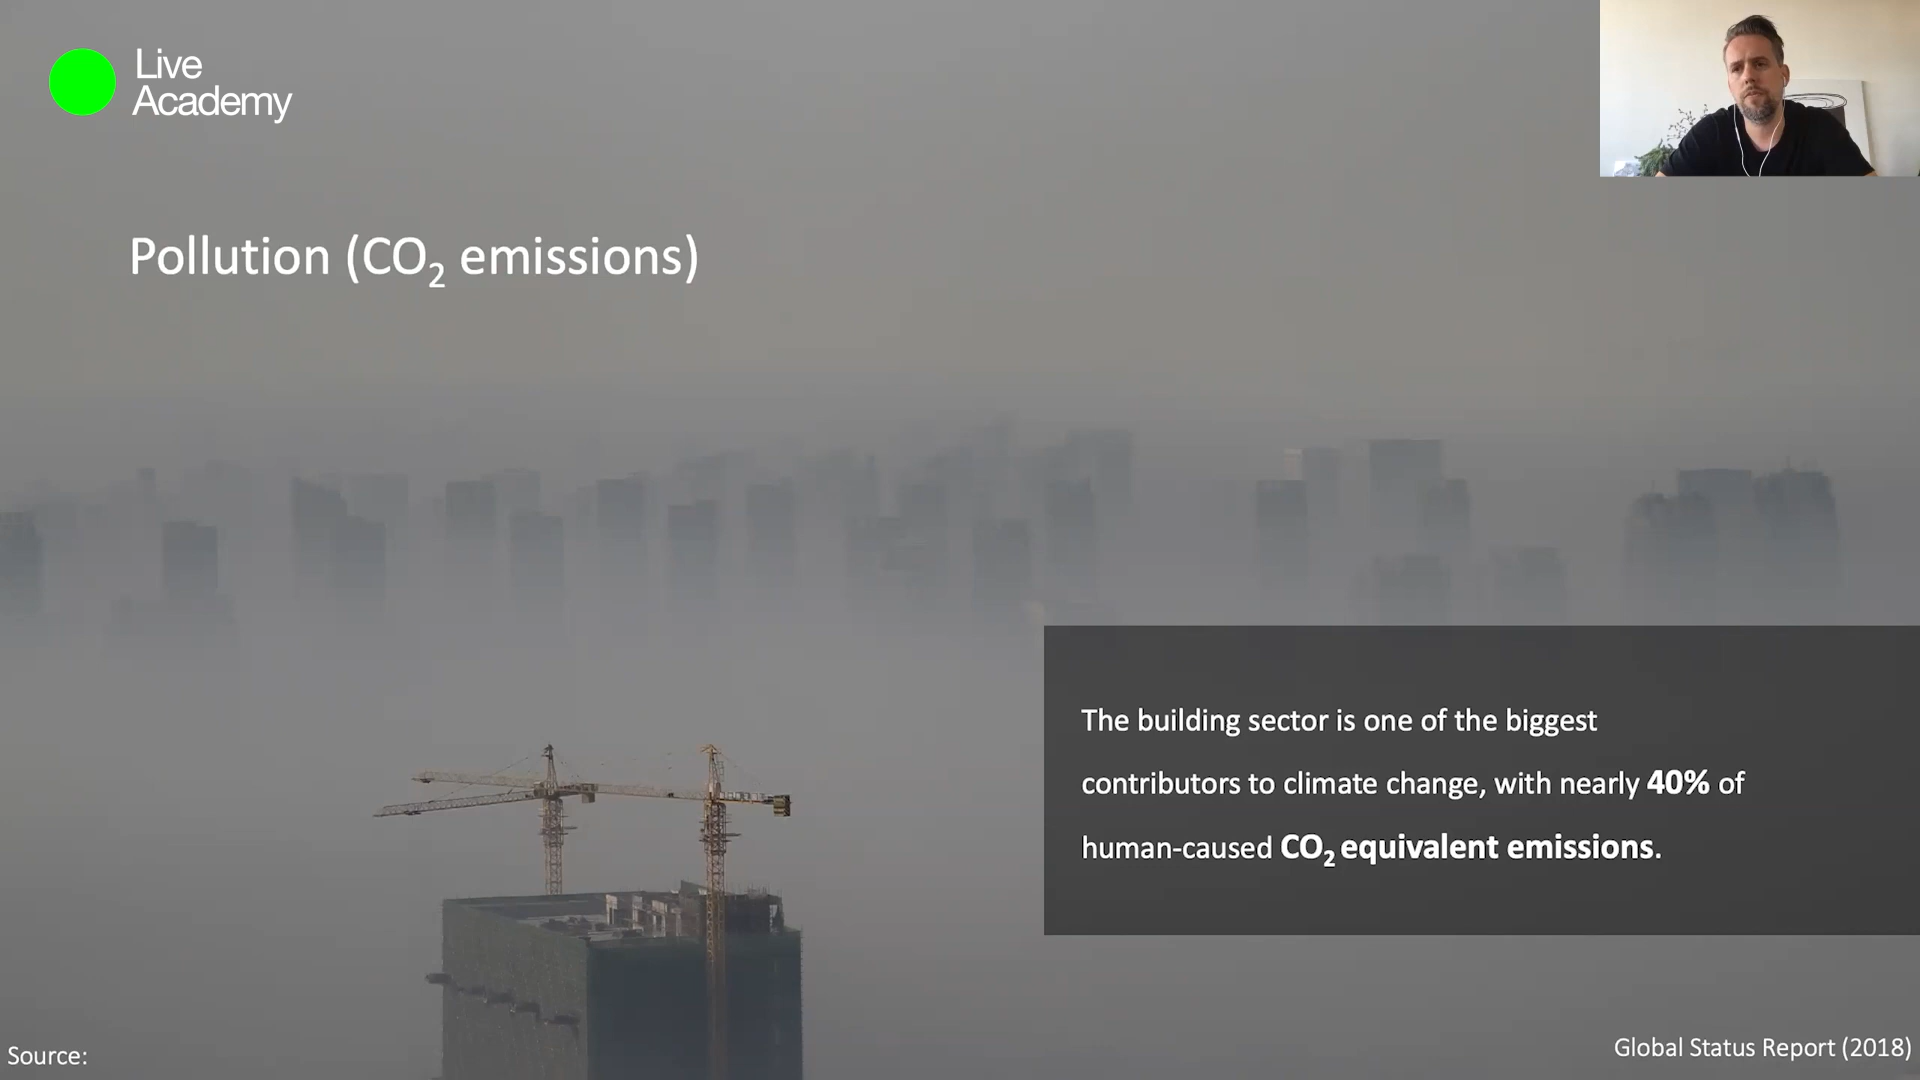 Live
Academy
Pollution (CO₂ emissions)
The building sector is one of the biggest
contributors to climate change, with nearly 40% of
human-caused CO₂ equivalent emissions.
Source:
Global Status Report (2018)